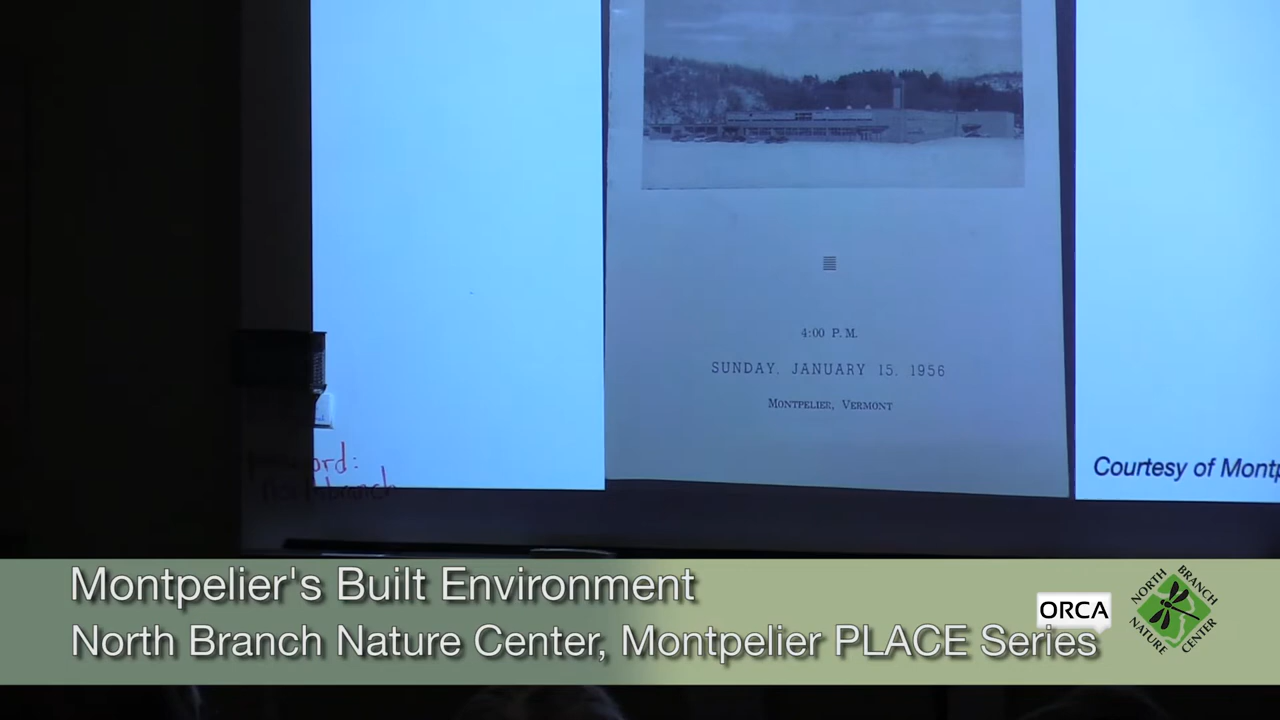 4:00 P.M.
SUNDAY, JANUARY 15, 1956
MONTPELIER, VERMONT
ord:
Courtesy of Montp
Montpelier's Built Environment
North Branch Nature Center, Montpelier PLACE Series
ORCA
NORTH BRANCH NATURE CENTER